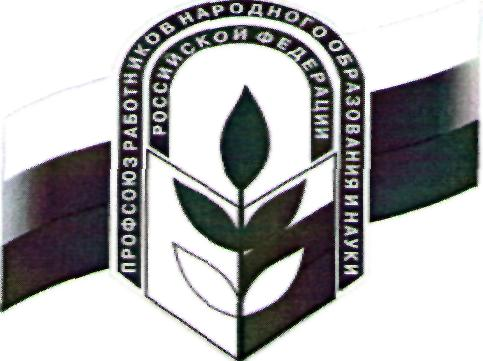 ПРОФСОЮЗ РАБОТНИКОВ НАРОДНОГО ОБРАЗОВАНИЯ И НАУКИ
РОССИЙСКОЙ ФЕДЕРАЦИИ